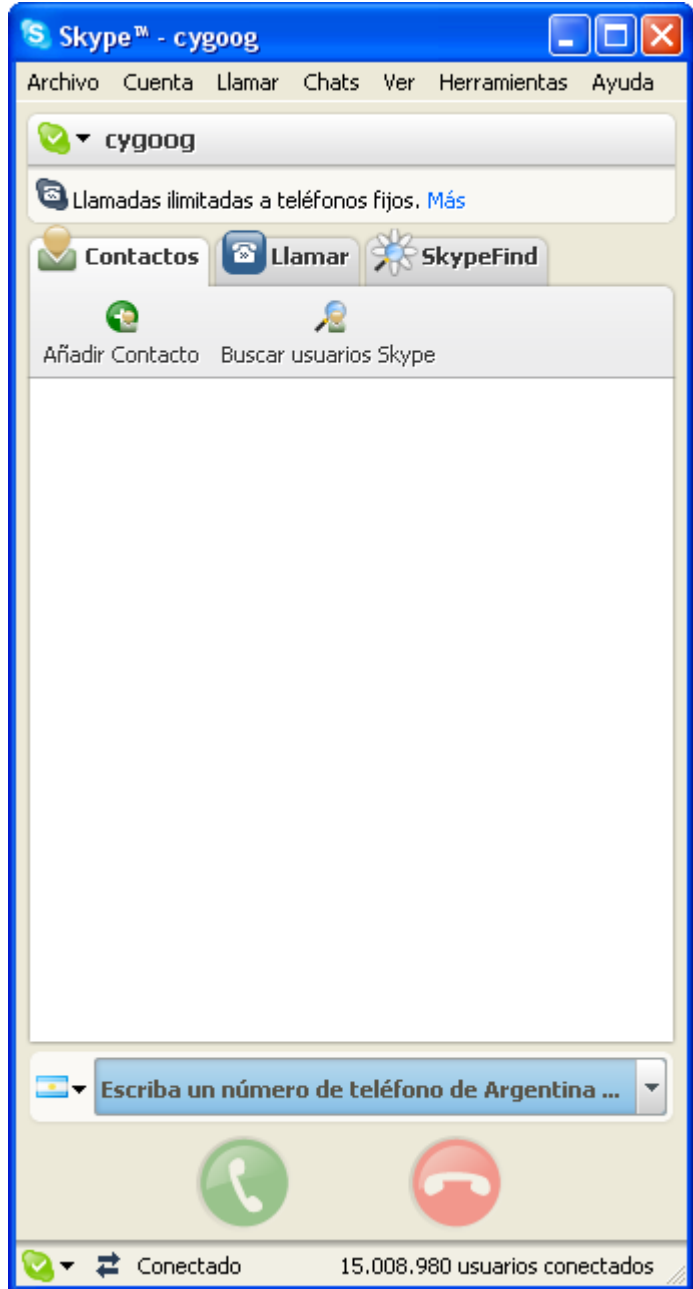 Skype™ - cygoog
Archivo Cuenta Llamar Chats Ver Herramientas Ayuda
cygoog
Llamadas ilimitadas a teléfonos fijos. Más
Contactos Llamar SkypeFind
Añadir Contacto Buscar usuarios Skype
Escriba un número de teléfono de Argentina ...
Conectado 15.008.980 usuarios conectados